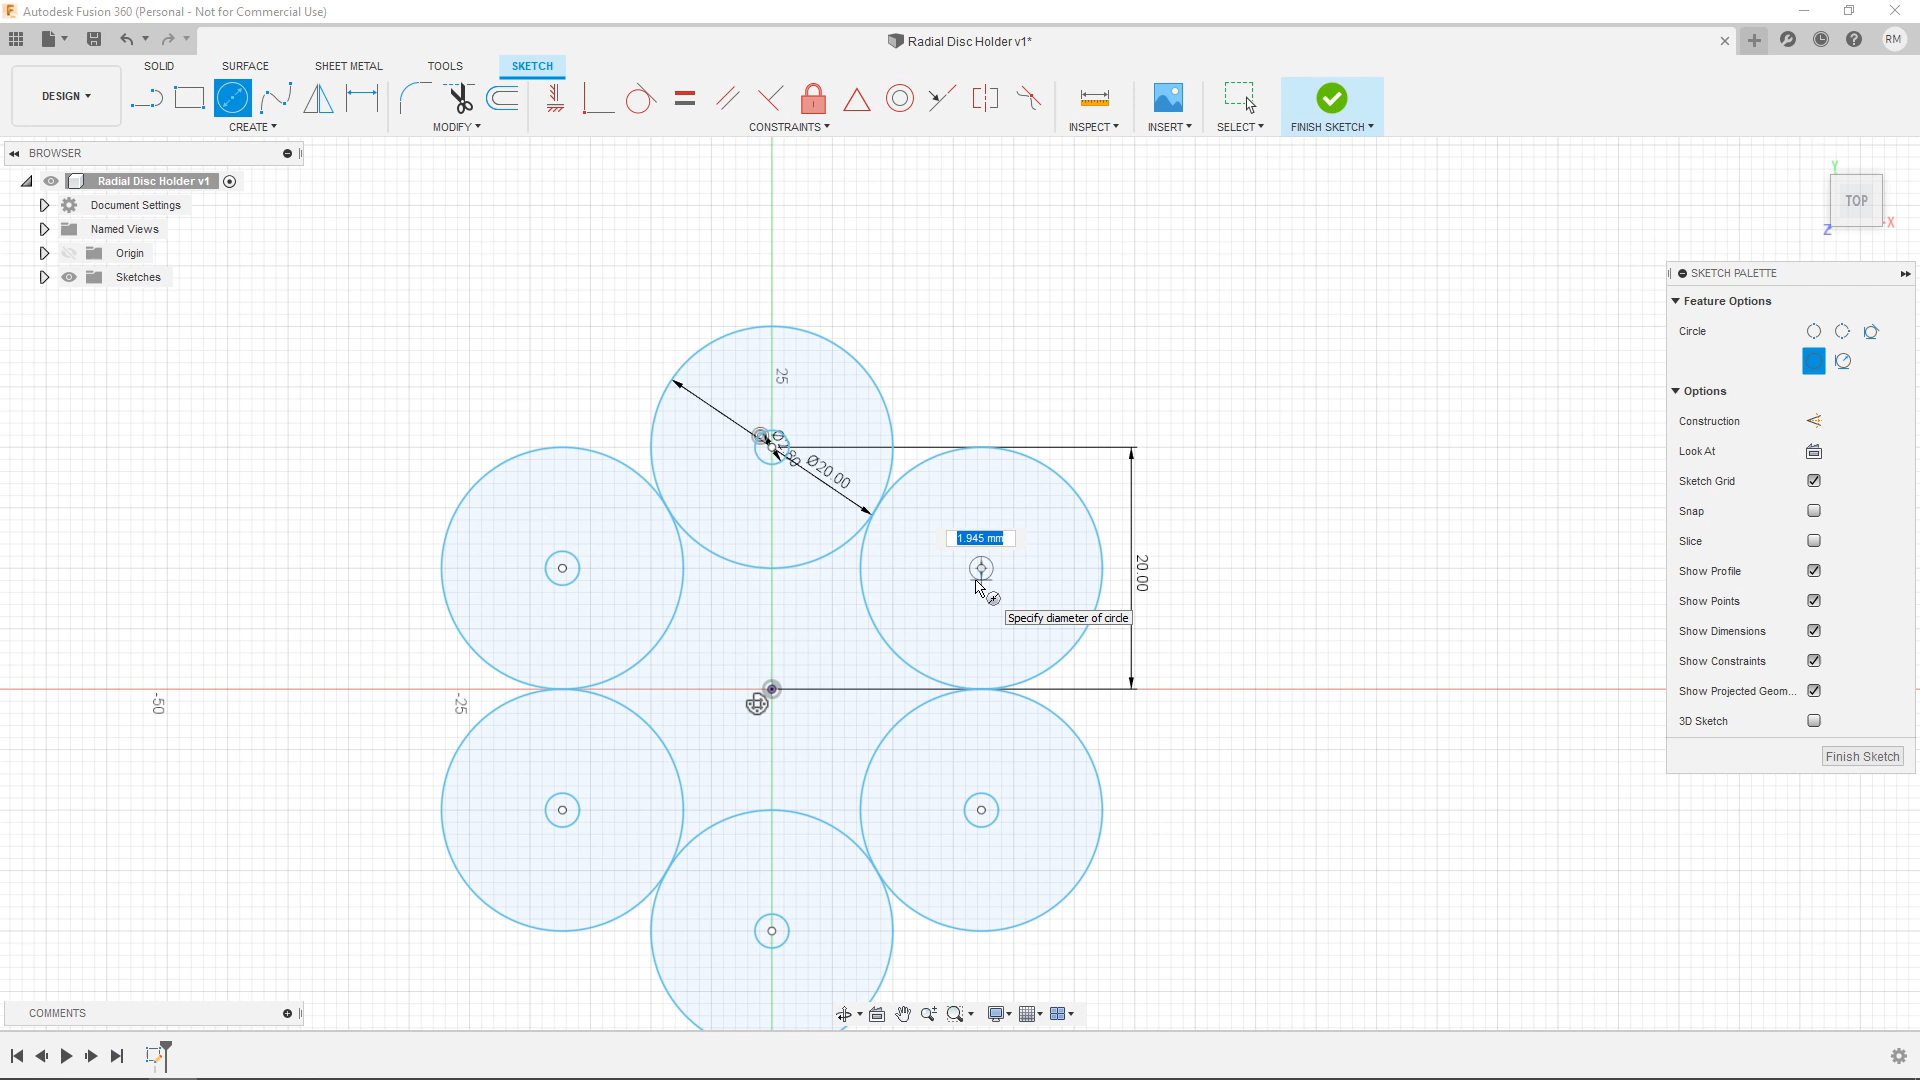 Autodesk Fusion 360 (Personal - Not for Commercial Use)
Radial Disc Holder v1*
RM
SOLID
SURFACE
SHEET METAL
TOOLS
SKETCH
DESIGN
CREATE
MODIFY
CONSTRAINTS
INSPECT
INSERT
SELECT
FINISH SKETCH
BROWSER
Radial Disc Holder v1
Document Settings
Named Views
Origin
Sketches
TOP
Y
X
Z
SKETCH PALETTE
Feature Options
Circle
Options
Construction
Look At
Sketch Grid
Snap
Slice
Show Profile
Show Points
Show Dimensions
Show Constraints
Show Projected Geom...
3D Sketch
Finish Sketch
25
Ø20.00
1.945 mm
20.00
Specify diameter of circle
-50
-25
COMMENTS